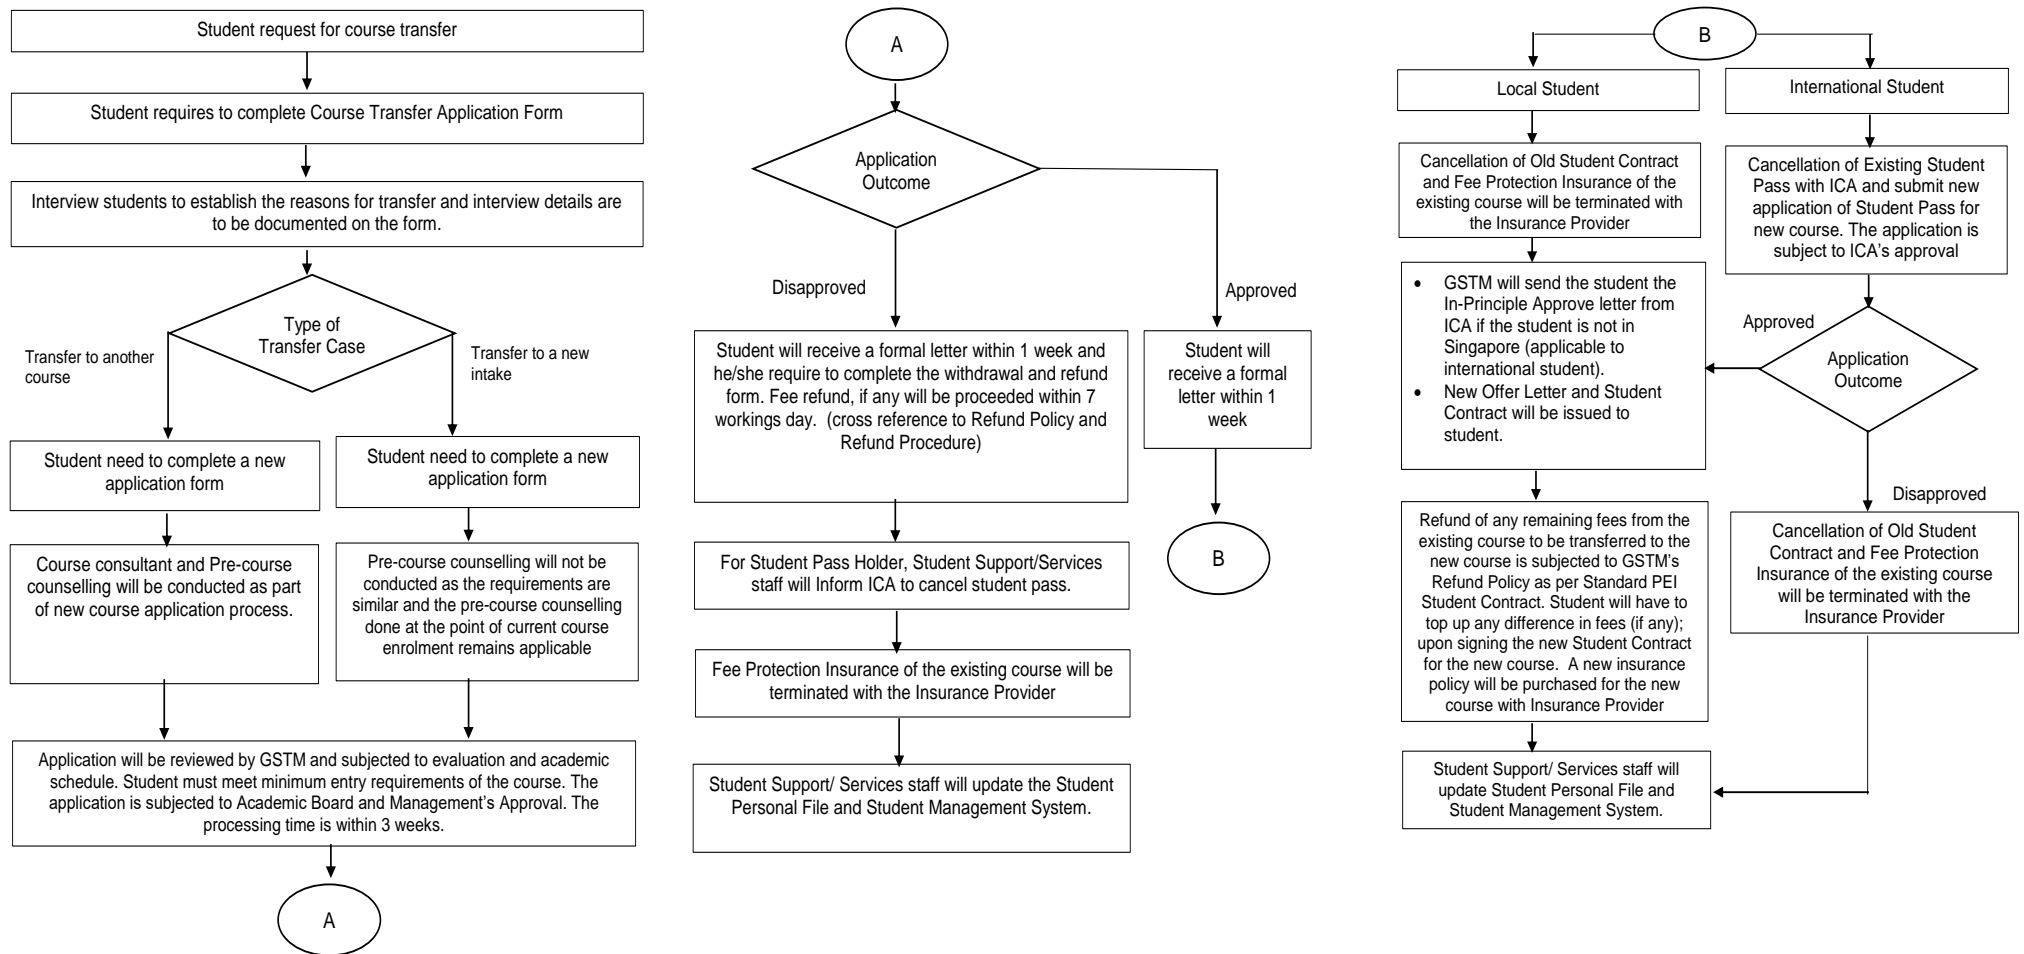 Student request for course transfer
Student requires to complete Course Transfer Application Form
Interview students to establish the reasons for transfer and interview details are
to be documented on the form.
Type of
Transfer Case
Transfer to another
course
Transfer to a new
intake
Student need to complete a new
application form
Student need to complete a new
application form
Course consultant and Pre-course
counselling will be conducted as part
of new course application process.
Pre-course counselling will not be
conducted as the requirements are
similar and the pre-course counselling
done at the point of current course
enrolment remains applicable
Application will be reviewed by GSTM and subjected to evaluation and academic
schedule. Student must meet minimum entry requirements of the course. The
application is subjected to Academic Board and Management's Approval. The
processing time is within 3 weeks.
A
A
Application
Outcome
Disapproved
Approved
Student will receive a formal letter within 1 week and
he/she require to complete the withdrawal and refund
form. Fee refund, if any will be proceeded within 7
workings day. (cross reference to Refund Policy and
Refund Procedure)
Student will
receive a formal
letter within 1
week
For Student Pass Holder, Student Support/Services
staff will Inform ICA to cancel student pass.
B
Fee Protection Insurance of the existing course will be
terminated with the Insurance Provider
Student Support/ Services staff will update the Student
Personal File and Student Management System.
B
Local Student
International Student
Cancellation of Old Student Contract
and Fee Protection Insurance of the
existing course will be terminated with
the Insurance Provider
Cancellation of Existing Student
Pass with ICA and submit new
application of Student Pass for
new course. The application is
subject to ICA's approval
• GSTM will send the student the
In-Principle Approve letter from
ICA if the student is not in
Singapore (applicable to
international student).
• New Offer Letter and Student
Contract will be issued to
student.
Approved
Application
Outcome
Disapproved
Refund of any remaining fees from the
existing course to be transferred to the
new course is subjected to GSTM's
Refund Policy as per Standard PEI
Student Contract. Student will have to
top up any difference in fees (if any);
upon signing the new Student Contract
for the new course. A new insurance
policy will be purchased for the new
course with Insurance Provider
Cancellation of Old Student
Contract and Fee Protection
Insurance of the existing course
will be terminated with the
Insurance Provider
Student Support/ Services staff will
update Student Personal File and
Student Management System.